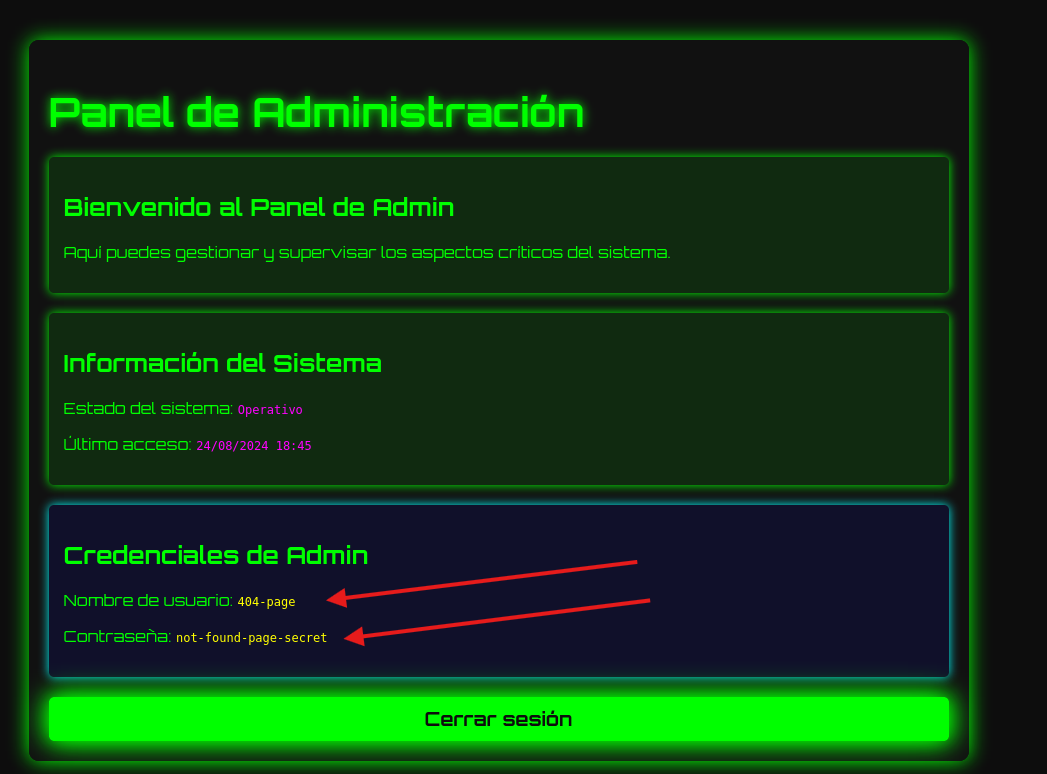 Panel de Administración
Bienvenido al Panel de Admin
Aquí puedes gestionar y supervisar los aspectos críticos del sistema.
Información del Sistema
Estado del sistema: Operativo
Último acceso: 24/08/2024 18:45
Credenciales de Admin
Nombre de usuario: 404-page
Contraseña: not-found-page-secret
Cerrar sesión